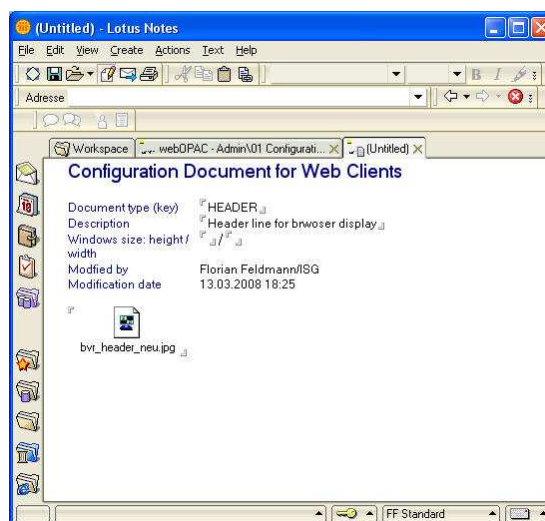 (Untitled) - Lotus Notes
File Edit View Create Actions Text Help
B I
Adresse
Workspace webOPAC - Admin\01 Configurati... (Untitled)
Configuration Document for Web Clients
Document type (key) HEADER
Description Header line for brwoser display
Windows size: height / /
width
Modfied by Florian Feldmann/ISG
Modification date 13.03.2008 18:25
bvr_header_neu.jpg
FF Standard